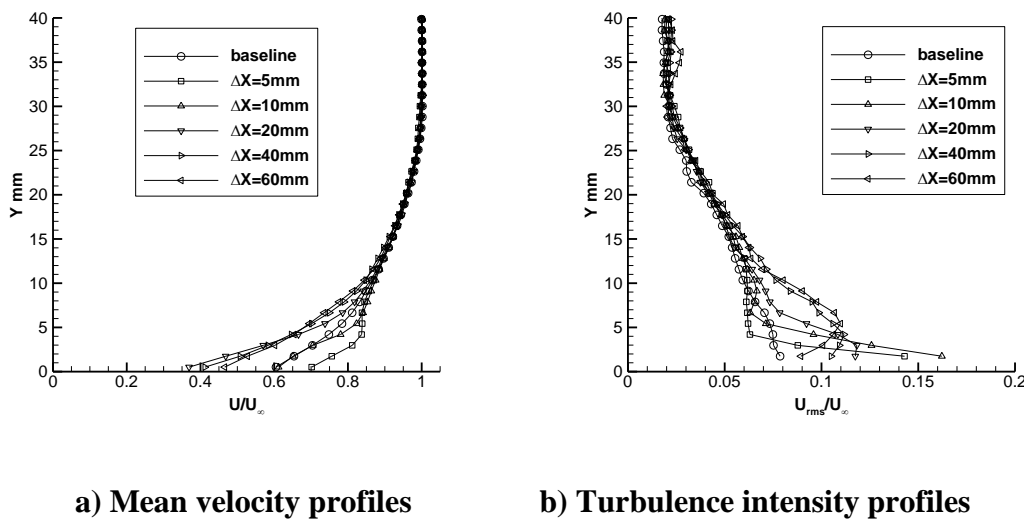 40
35
30
25
20
15
10
5
0
Y mm
0
0.2
0.4
0.6
0.8
1
U/U∞
baseline
ΔX=5mm
ΔX=10mm
ΔX=20mm
ΔX=40mm
ΔX=60mm
40
35
30
25
20
15
10
5
0
Y mm
0
0.05
0.1
0.15
0.2
Urms/U∞
baseline
ΔX=5mm
ΔX=10mm
ΔX=20mm
ΔX=40mm
ΔX=60mm
a) Mean velocity profiles
b) Turbulence intensity profiles